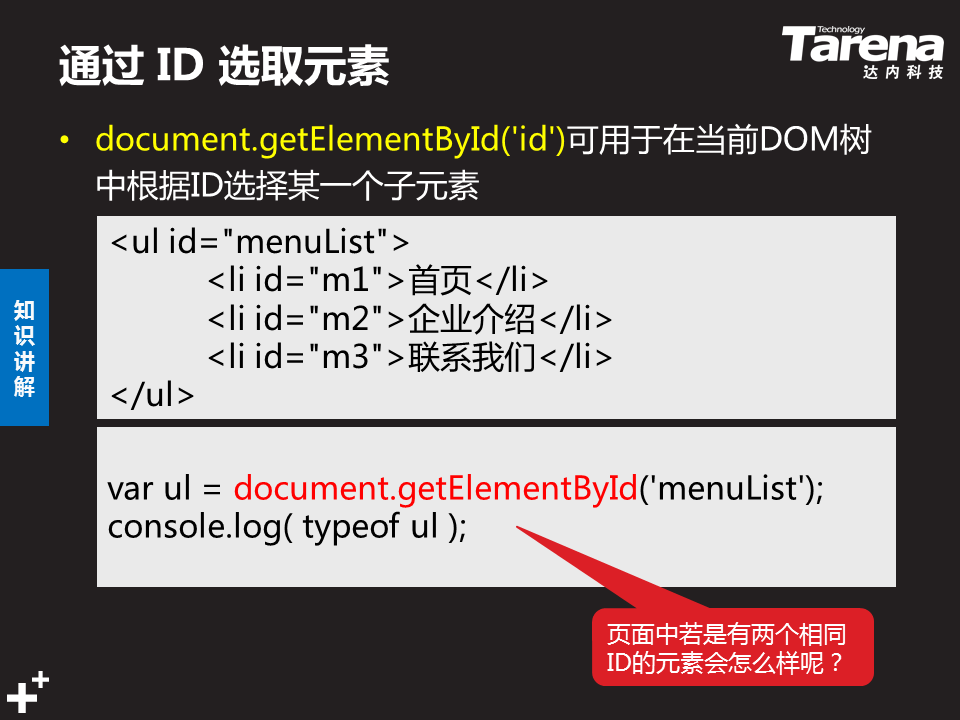 通过 ID 选取元素
Technology
Tarena
达内科技
• document.getElementById('id')可用于在当前DOM树
中根据ID选择某一个子元素
<ul id="menuList">
<li id="m1">首页</li>
<li id="m2">企业介绍</li>
<li id="m3">联系我们</li>
</ul>
知
识
讲
解
var ul = document.getElementById('menuList');
console.log( typeof ul );
页面中若是有两个相同
ID的元素会怎么样呢？